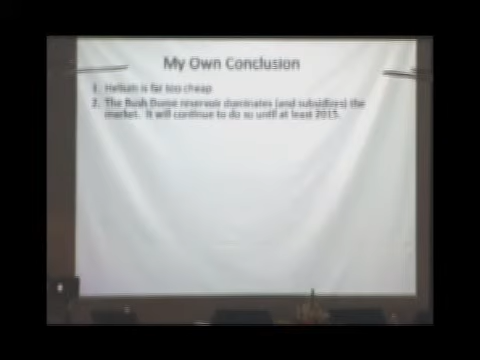 My Own Conclusion
1. Helium is far too cheap
2. The Bush Dome reservoir dominates (and subsidizes) the
market. It will continue to do so until at least 2015.